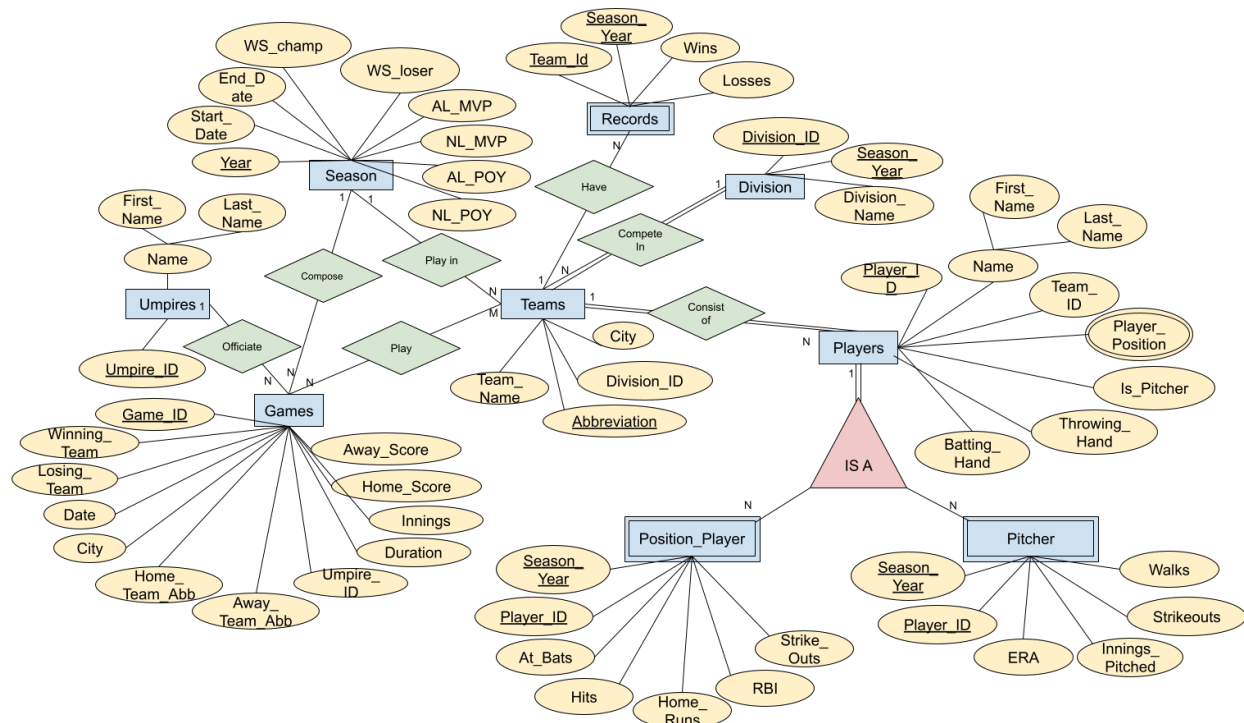 WS_champ
WS_loser
End_D
ate
Start_
Date
Year
AL_MVP
NL_MVP
AL_POY
NL_POY
Season
1
1
Season_
Year
Team_Id
Wins
Losses
Records
N
Have
Division_ID
Season_
Year
Division_
Name
Division
1
Compete
In
First_
Name
Last_
Name
Name
Umpires
1
Umpire_ID
Officiate
N
Compose
N
Play in
N
M
Play
N
1
N
Teams
1
Consist
of
N
City
Division_ID
Team_
Name
Abbreviation
First_
Name
Last_
Name
Name
Player_I
D
Team_
ID
Player_
Position
Is_Pitcher
Throwing_
Hand
Batting_
Hand
Players
1
IS A
N
N
Games
Game_ID
Winning_
Team
Losing_
Team
Date
City
Home_
Team_Abb
Away_
Team_Abb
Umpire_
ID
Duration
Innings
Home_Score
Away_Score
Position_Player
Season_
Year
Player_ID
At_Bats
Hits
Home_
Runs
RBI
Strike_
Outs
Pitcher
Season_
Year
Player_ID
ERA
Innings_
Pitched
Strikeouts
Walks